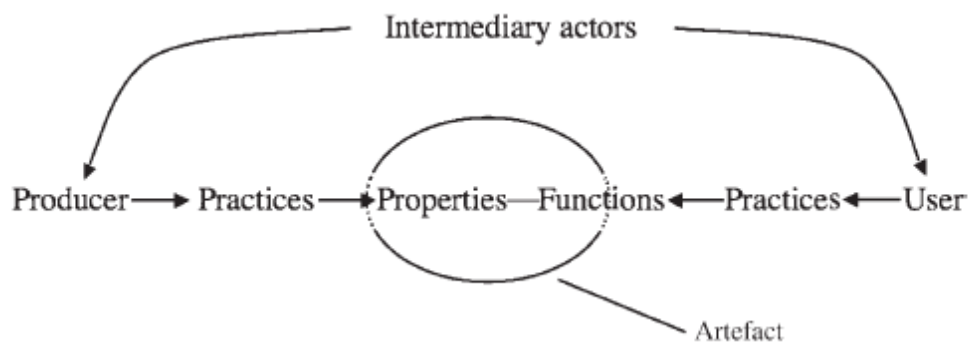 Intermediary actors
Producer Practices Properties Functions Practices User
Artefact